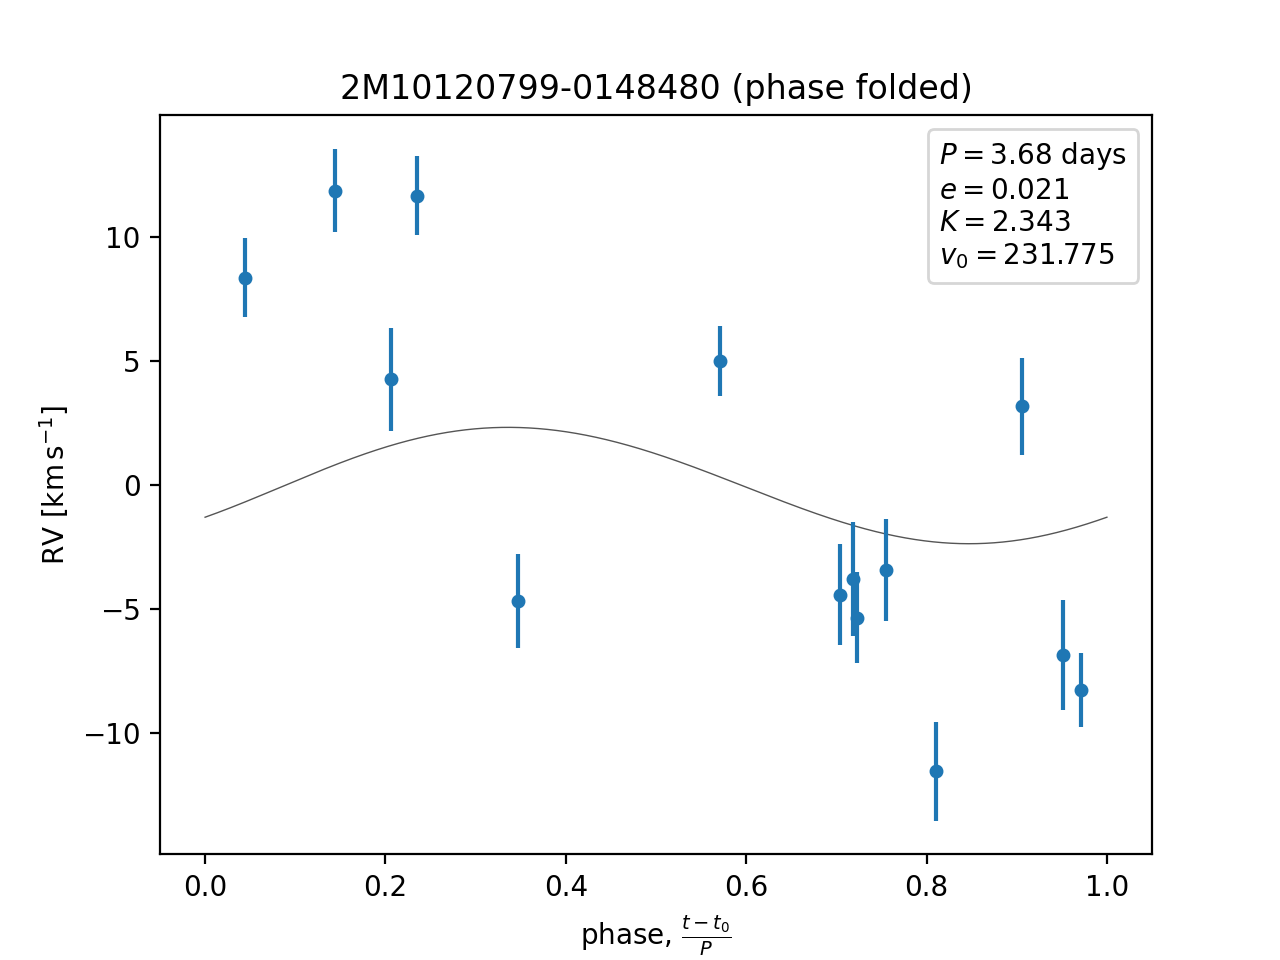 2M10120799-0148480 (phase folded)
P = 3.68 days
e = 0.021
K = 2.343
v₀ = 231.775
RV [km s⁻¹]
10
5
0
−5
−10
0.0 0.2 0.4 0.6 0.8 1.0
phase, (t − t₀)/P